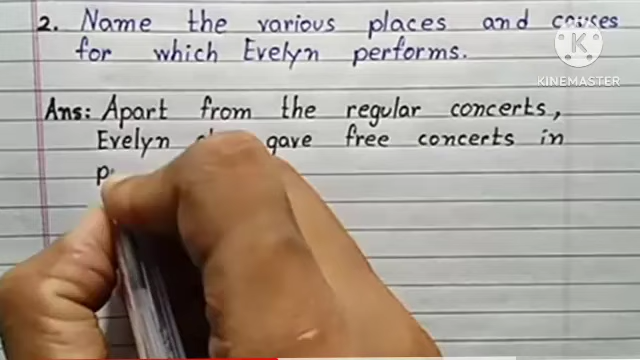 2. Name the various places and causes
for which Evelyn performs.
Ans: Apart from the regular concerts,
Evelyn gave free concerts in
K
KINEMASTER